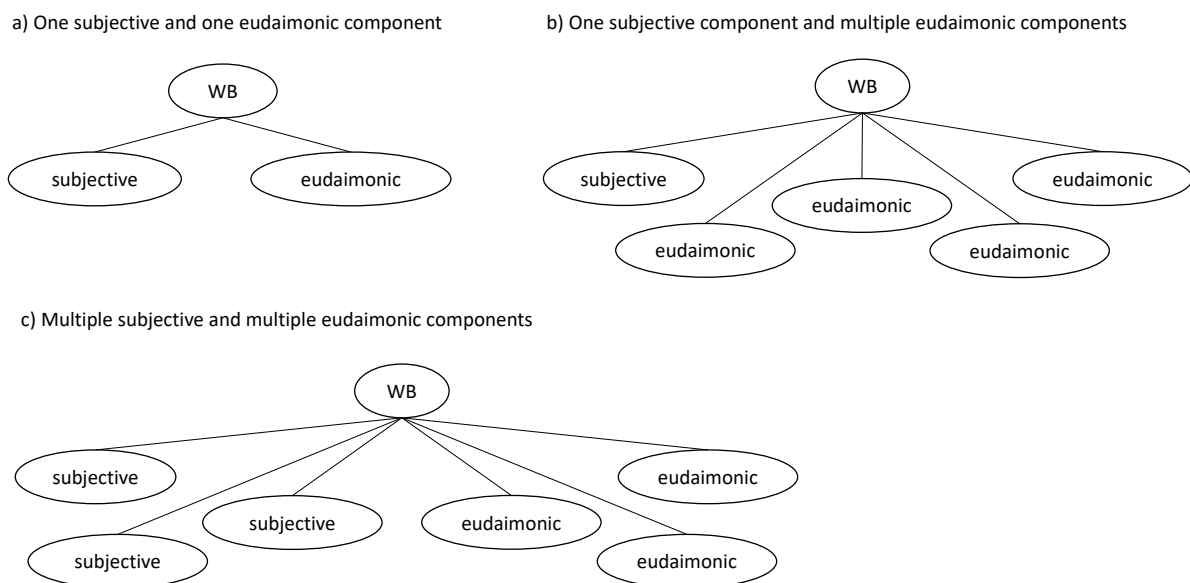 a) One subjective and one eudaimonic component
WB
subjective
eudaimonic
b) One subjective component and multiple eudaimonic components
WB
subjective
eudaimonic
eudaimonic
eudaimonic
eudaimonic
c) Multiple subjective and multiple eudaimonic components
WB
subjective
eudaimonic
subjective
eudaimonic
subjective
eudaimonic